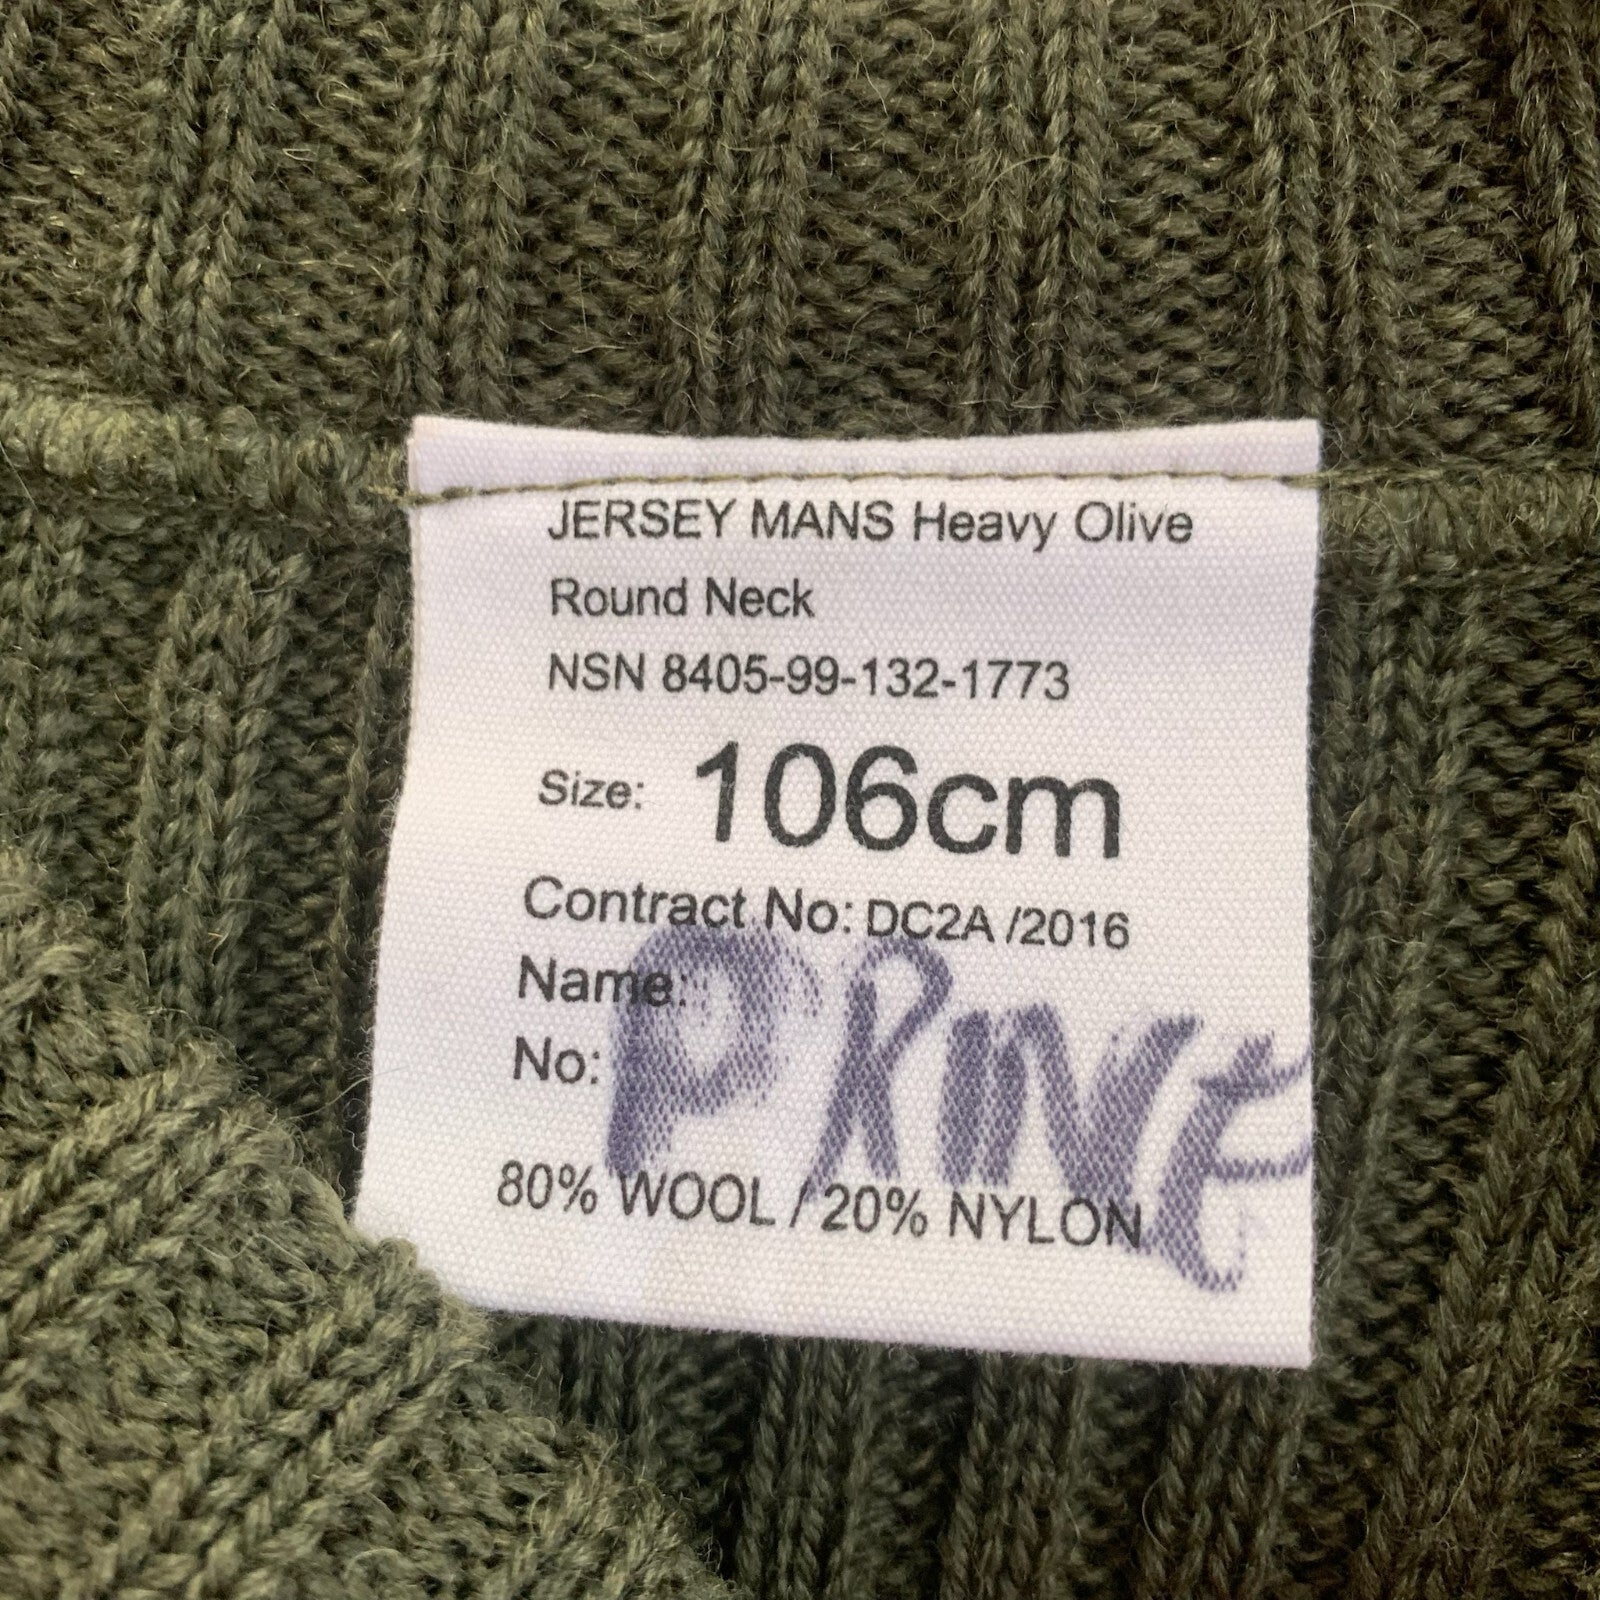 JERSEY MANS Heavy Olive
Round Neck
NSN 8405-99-132-1773
Size: 106cm
Contract No: DC2A /2016
Name:
No:
PRINE
80% WOOL / 20% NYLON